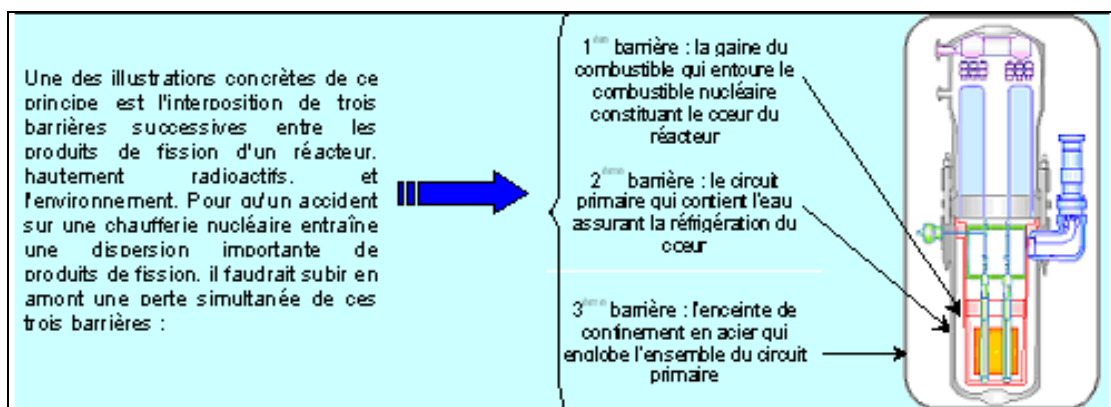 Une des illustrations concrètes de ce
principe est l'interposition de trois
barrières successives entre les
produits de fission d'un réacteur,
hautement radioactifs, et
l'environnement. Pour qu'un accident
sur une chaufferie nucléaire entraîne
une dispersion importante de
produits de fission, il faudrait subir en
amont une perte simultanée de ces
trois barrières :
1ère barrière : la gaine du
combustible qui entoure le
combustible nucléaire
constituant le cœur du
réacteur
2ème barrière : le circuit
primaire qui contient l'eau
assurant la réfrigération du
cœur
3ème barrière : l'enceinte de
confinement en acier qui
englobe l'ensemble du circuit
primaire